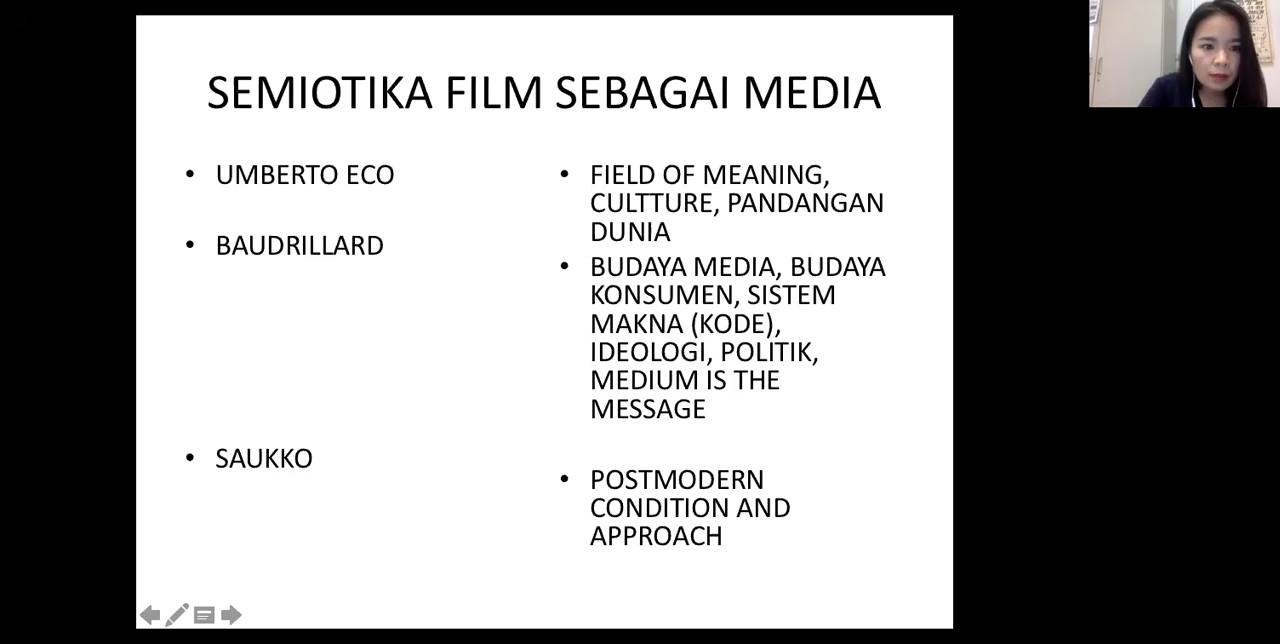 SEMIOTIKA FILM SEBAGAI MEDIA
• UMBERTO ECO
• BAUDRILLARD
• SAUKKO
• FIELD OF MEANING,
CULTTURE, PANDANGAN
DUNIA
• BUDAYA MEDIA, BUDAYA
KONSUMEN, SISTEM
MAKNA (KODE),
IDEOLOGI, POLITIK,
MEDIUM IS THE
MESSAGE
• POSTMODERN
CONDITION AND
APPROACH